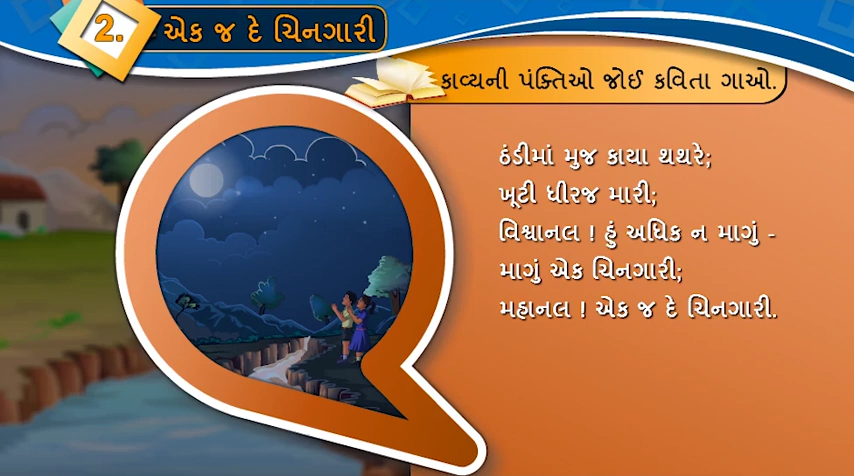 2. એક જ દે ચિનગારી
કાવ્યની પંક્તિઓ જોઈ કવિતા ગાઓ.
ઠંડીમાં મુજ કાયા થથરે;
ખૂટી ધીરજ મારી;
વિશ્વાનલ ! હું અધિક ન માગું -
માગું એક ચિનગારી;
મહાનલ ! એક જ દે ચિનગારી.